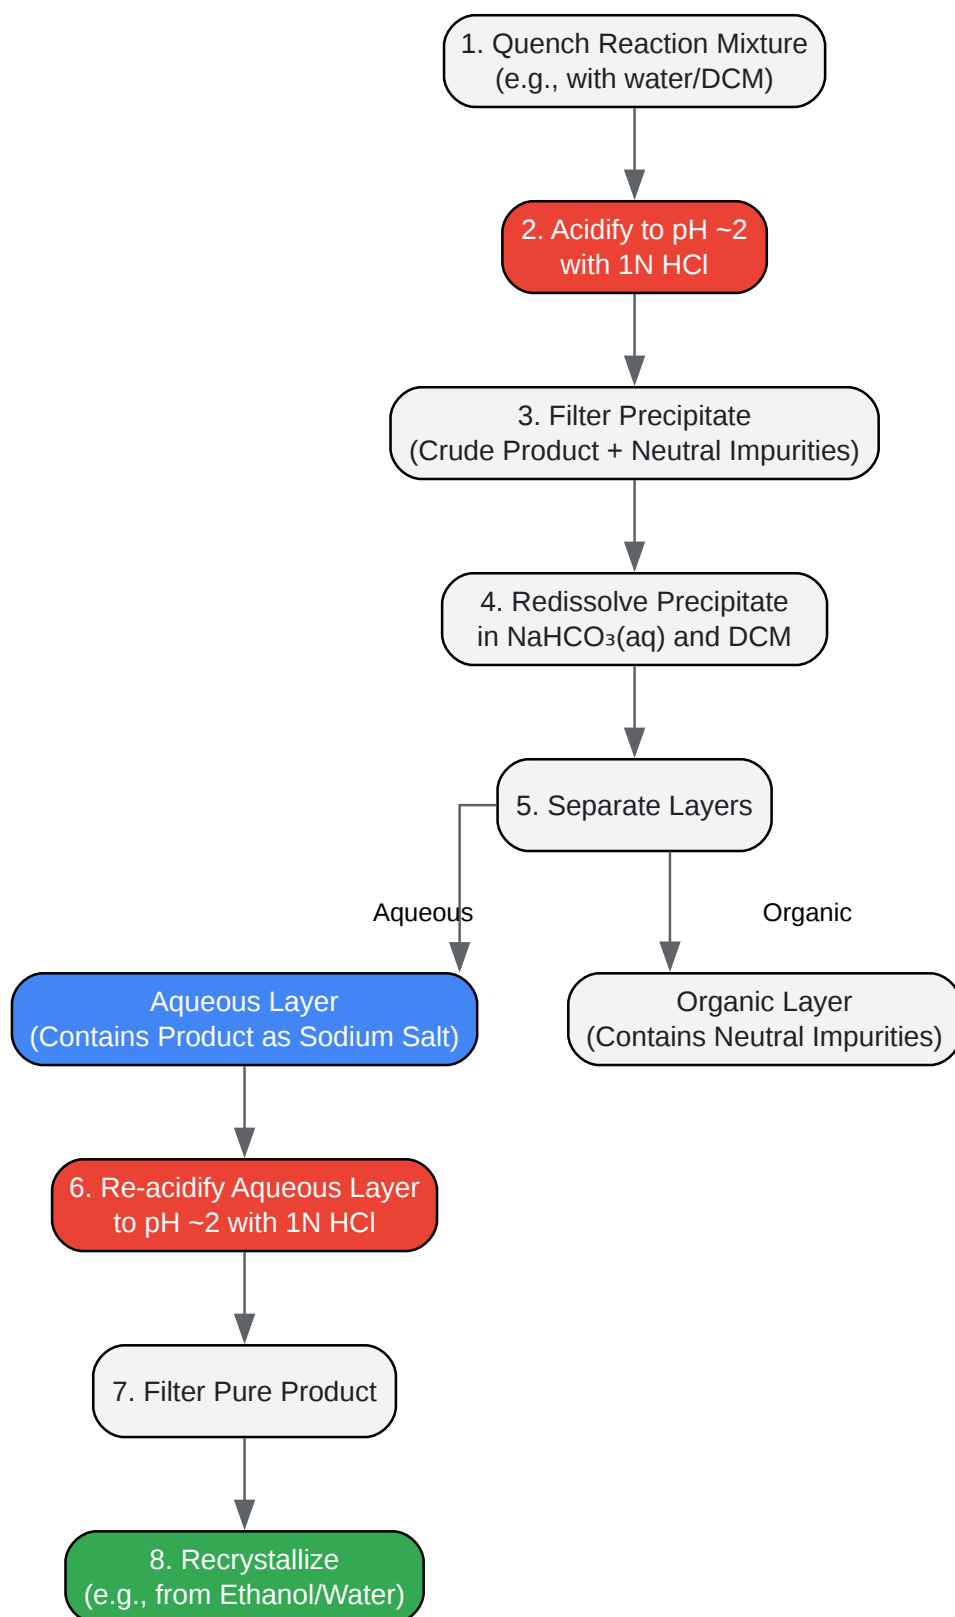 1. Quench Reaction Mixture
(e.g., with water/DCM)
2. Acidify to pH ~2
with 1N HCl
3. Filter Precipitate
(Crude Product + Neutral Impurities)
4. Redissolve Precipitate
in NaHCO₃(aq) and DCM
5. Separate Layers
Aqueous
Organic
Aqueous Layer
(Contains Product as Sodium Salt)
Organic Layer
(Contains Neutral Impurities)
6. Re-acidify Aqueous Layer
to pH ~2 with 1N HCl
7. Filter Pure Product
8. Recrystallize
(e.g., from Ethanol/Water)